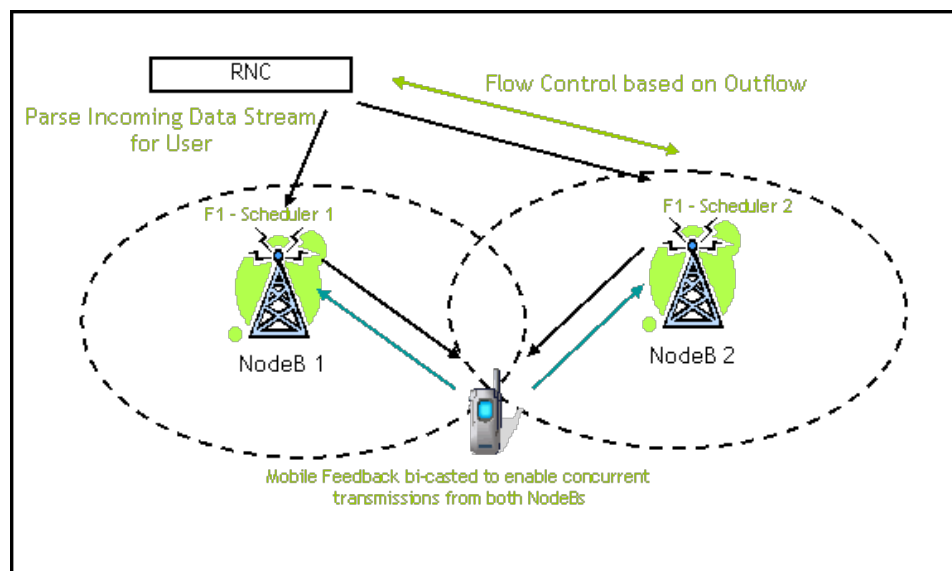 RNC
Flow Control based on Outflow
Parse Incoming Data Stream
for User
F1 - Scheduler 1
F1 - Scheduler 2
NodeB 1
NodeB 2
Mobile Feedback bi-casted to enable concurrent
transmissions from both NodeBs